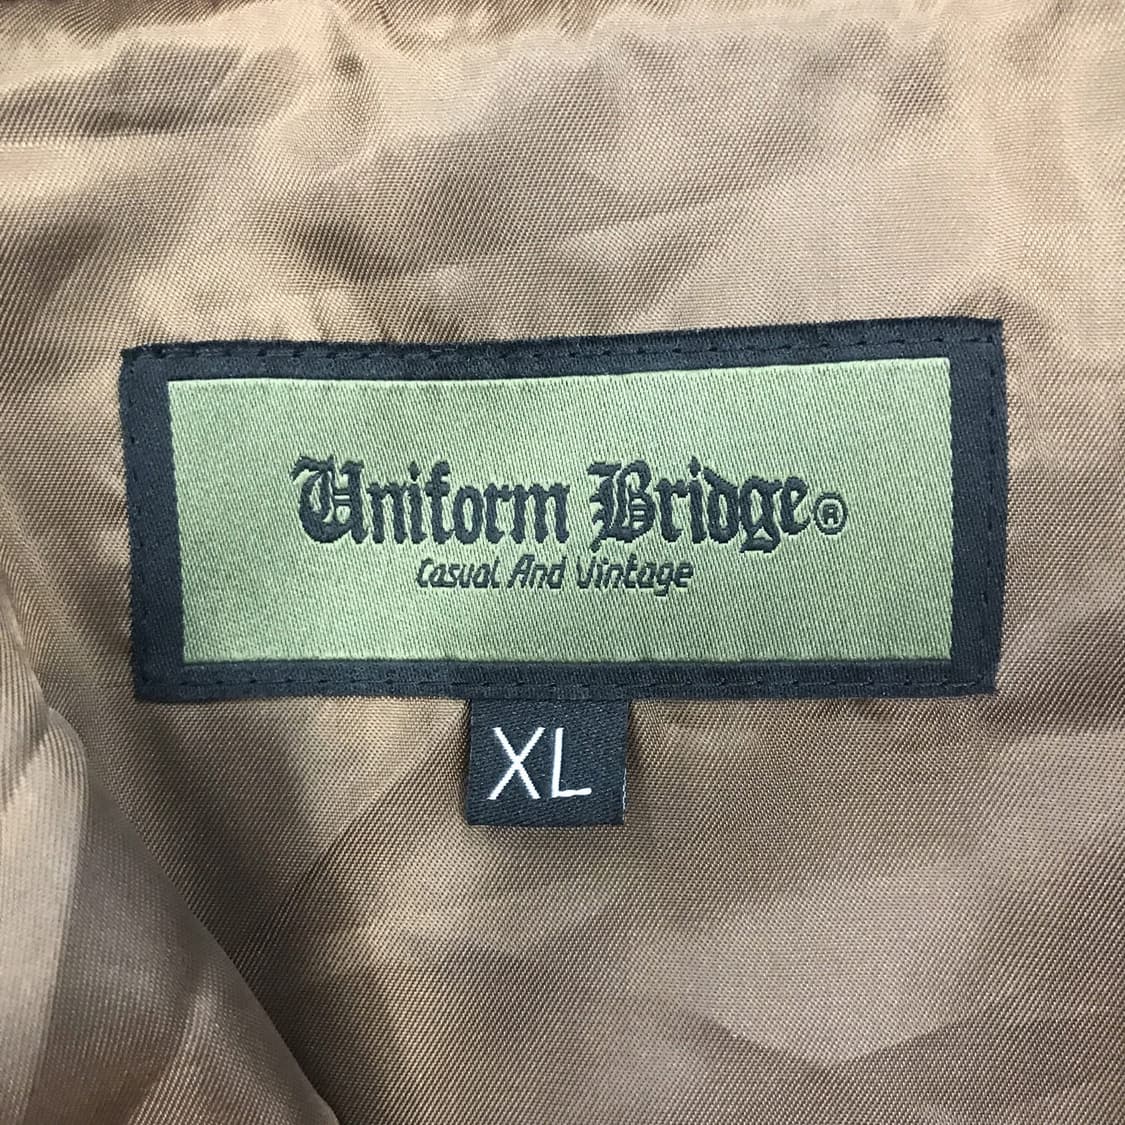 Uniform Bridge®
Casual And Vintage
XL